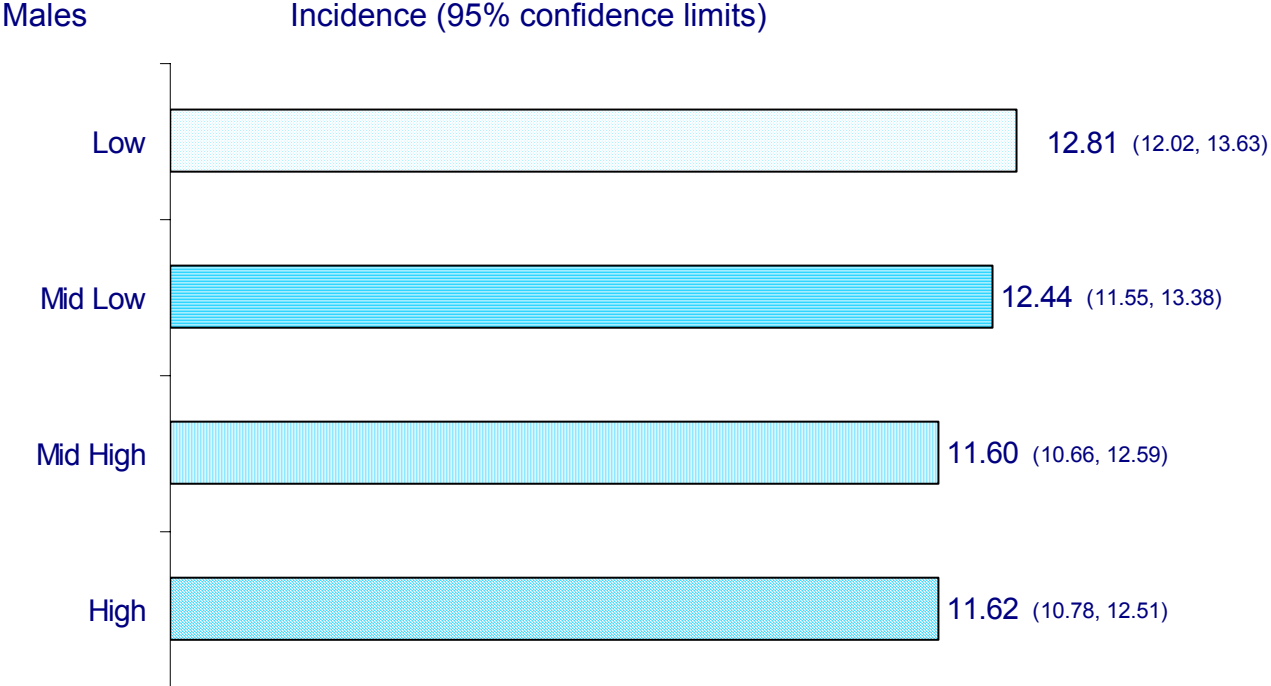 Males Incidence (95% confidence limits)
Low 12.81 (12.02, 13.63)
Mid Low 12.44 (11.55, 13.38)
Mid High 11.60 (10.66, 12.59)
High 11.62 (10.78, 12.51)